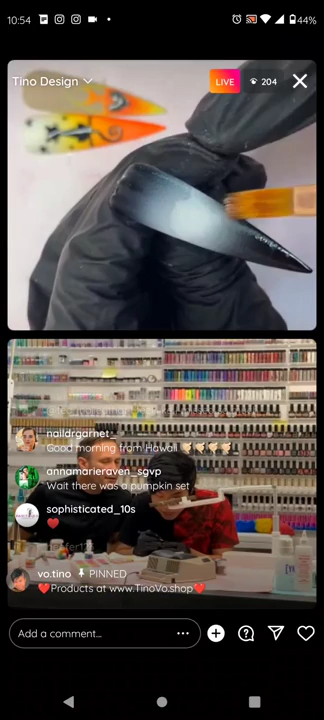 10:54
44%
Tino Design
LIVE
204
naildrgarnet
Good morning from Hawaii 🤙🏻🤙🏻🤙🏻🤙🏻
annamarieraven_sgvp
Wait there was a pumpkin set
sophisticated_10s
❤️
vo.tino 📌 PINNED
❤️Products at www.TinoVo.shop❤️
Add a comment...